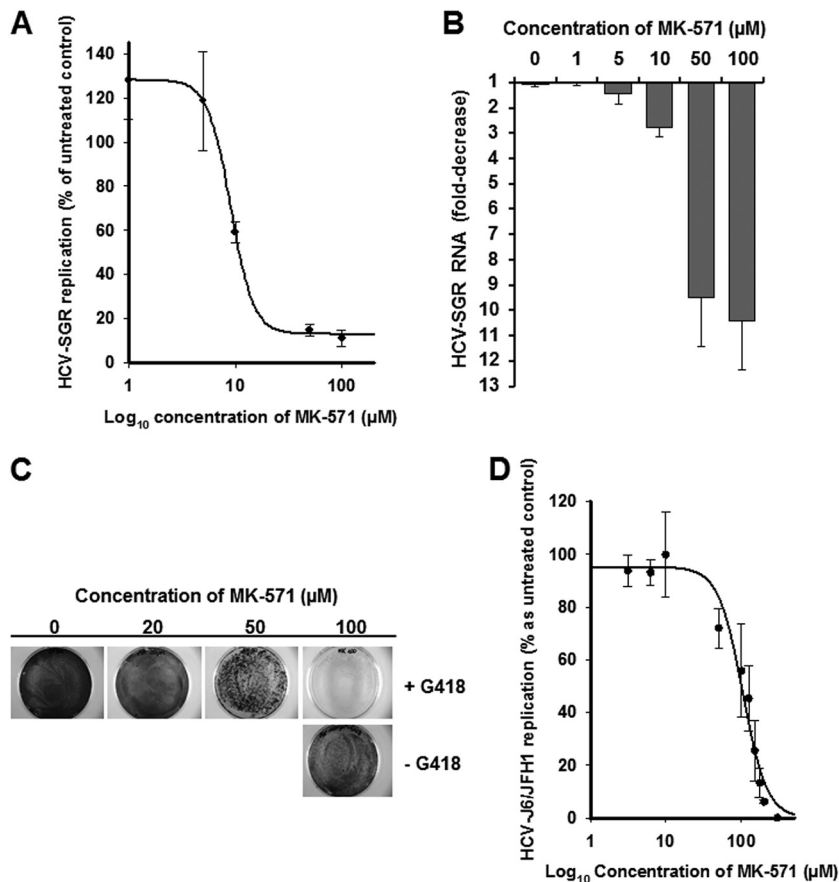 A
HCV-SGR replication (% of untreated control)
140
120
100
80
60
40
20
0
1 10 100
Log10 concentration of MK-571 (µM)
B
Concentration of MK-571 (µM)
0 1 5 10 50 100
HCV-SGR RNA (fold-decrease)
1
2
3
4
5
6
7
8
9
10
11
12
13
C
Concentration of MK-571 (µM)
0 20 50 100
+ G418
- G418
D
HCV-J6/JFH1 replication (% as untreated control)
120
100
80
60
40
20
0
1 10 100
Log10 Concentration of MK-571 (µM)